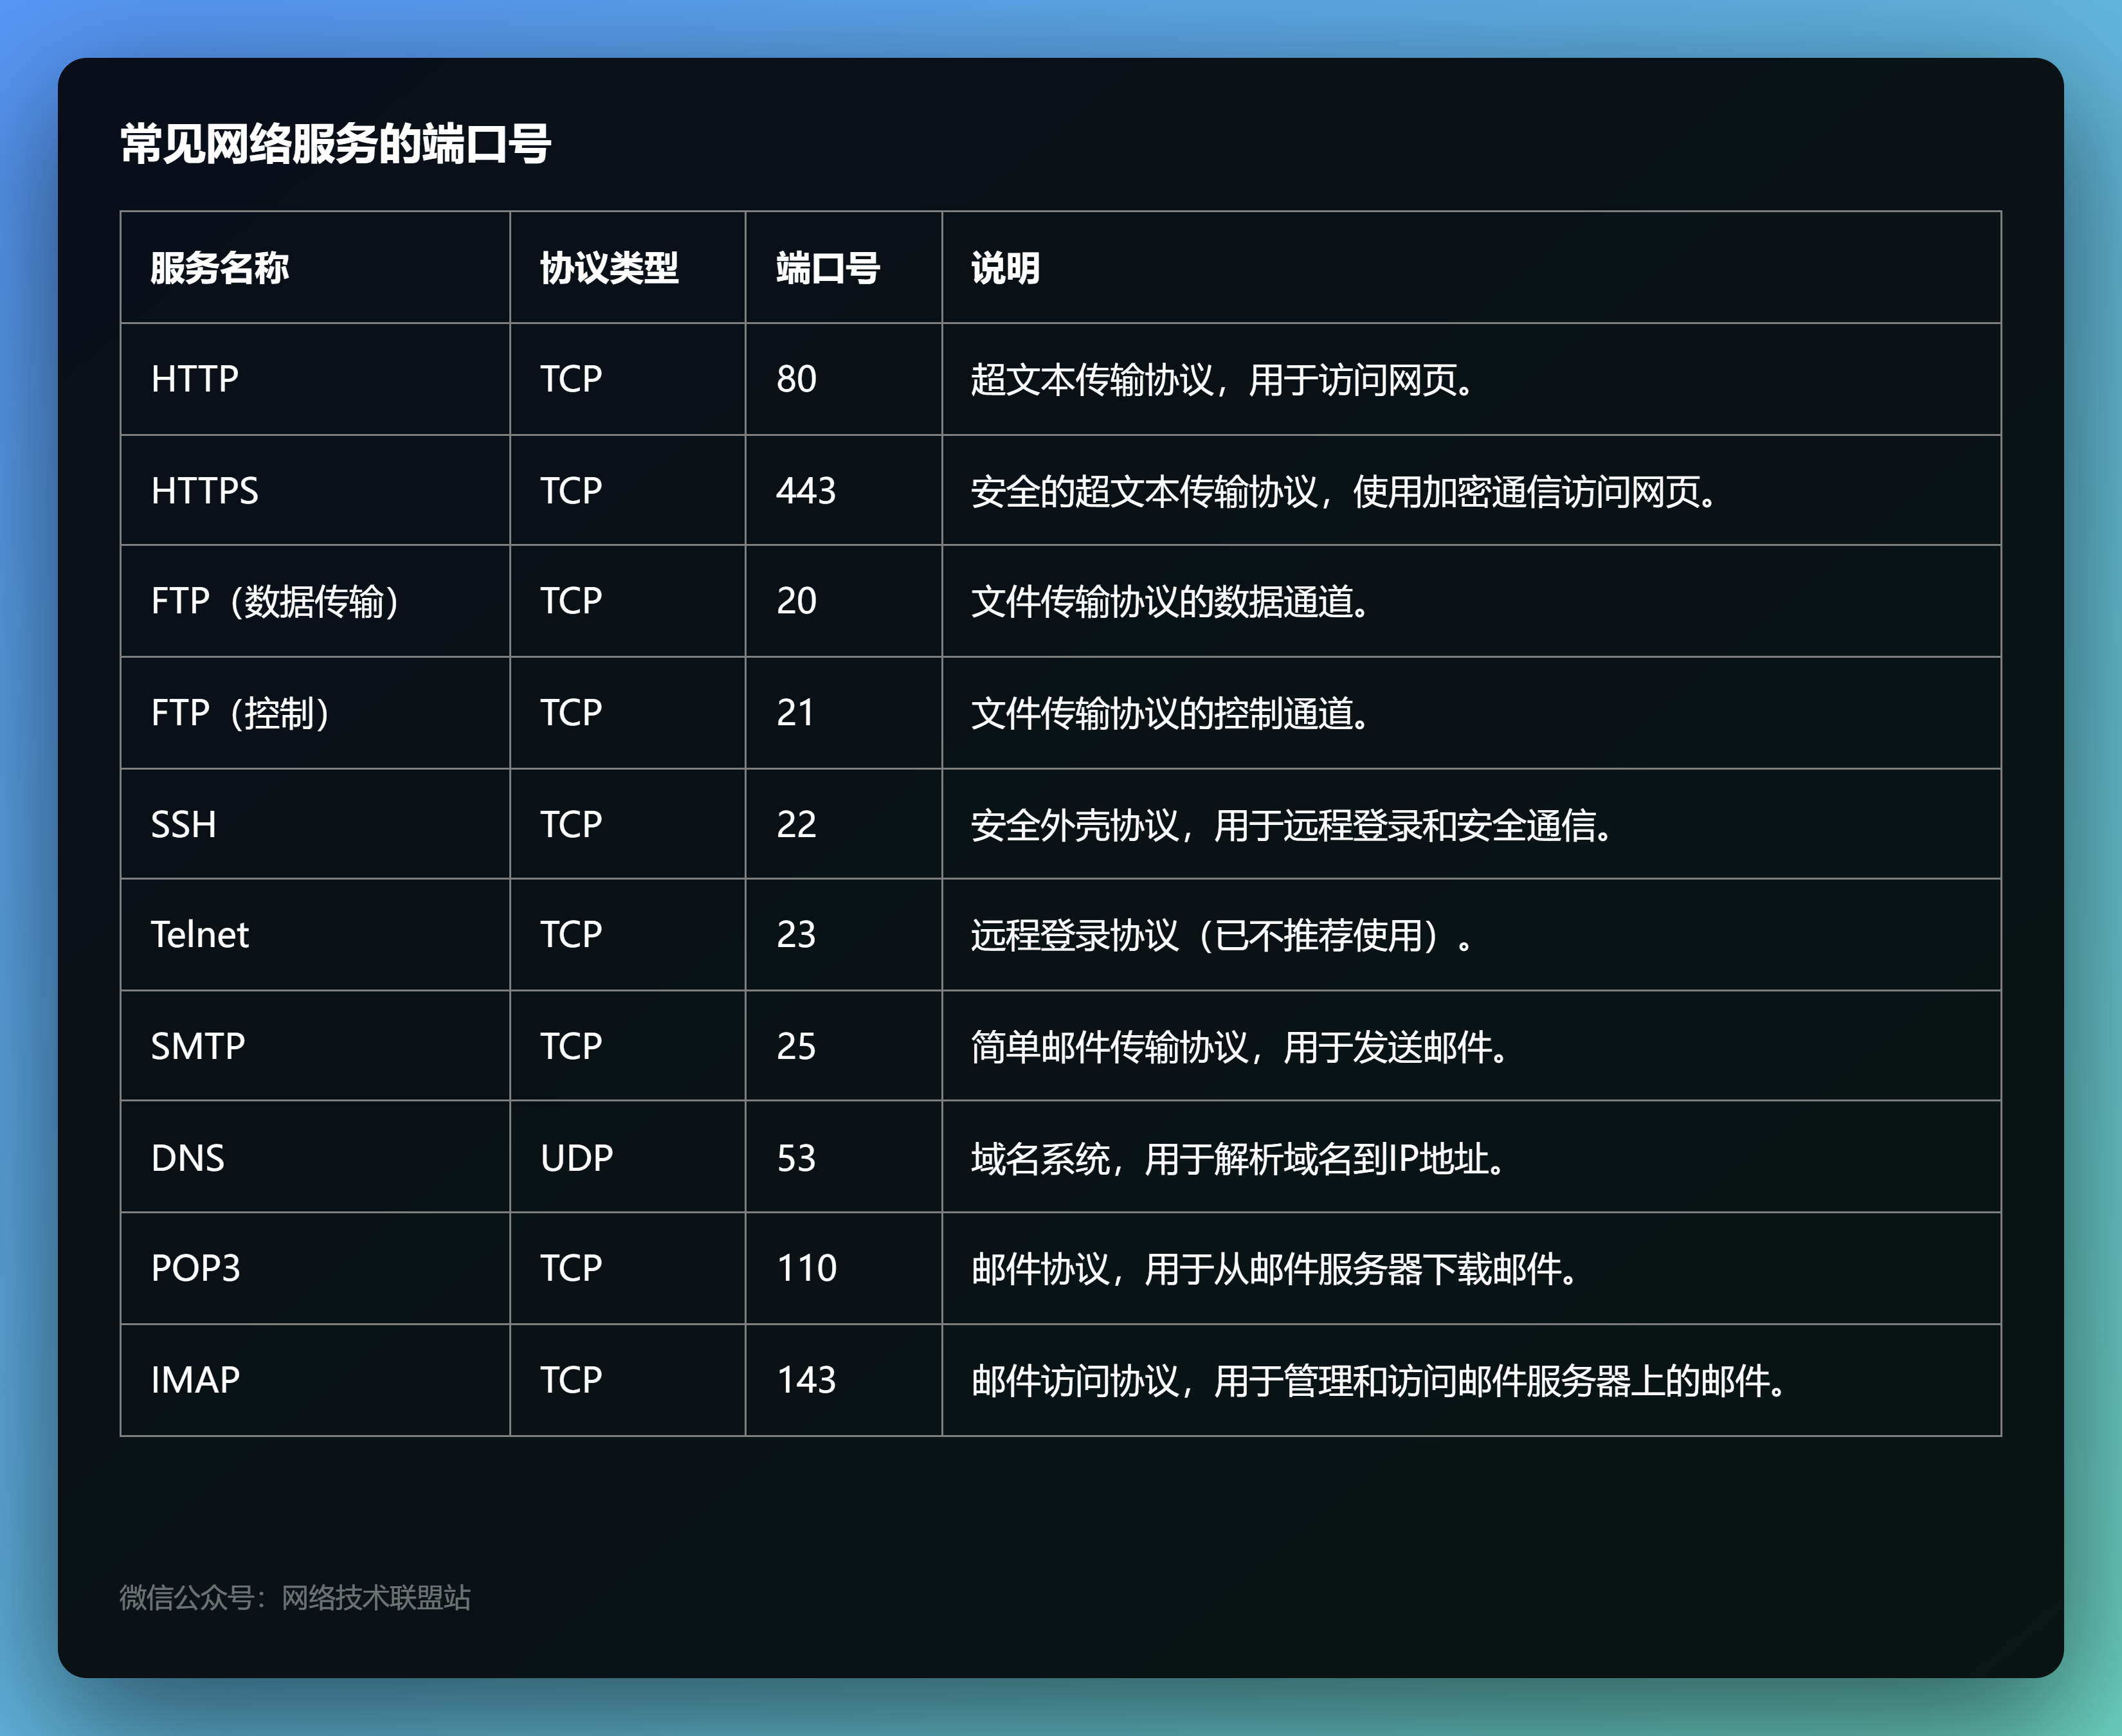 常见网络服务的端口号
服务名称 协议类型 端口号 说明
HTTP TCP 80 超文本传输协议，用于访问网页。
HTTPS TCP 443 安全的超文本传输协议，使用加密通信访问网页。
FTP（数据传输） TCP 20 文件传输协议的数据通道。
FTP（控制） TCP 21 文件传输协议的控制通道。
SSH TCP 22 安全外壳协议，用于远程登录和安全通信。
Telnet TCP 23 远程登录协议（已不推荐使用）。
SMTP TCP 25 简单邮件传输协议，用于发送邮件。
DNS UDP 53 域名系统，用于解析域名到IP地址。
POP3 TCP 110 邮件协议，用于从邮件服务器下载邮件。
IMAP TCP 143 邮件访问协议，用于管理和访问邮件服务器上的邮件。
微信公众号：网络技术联盟站